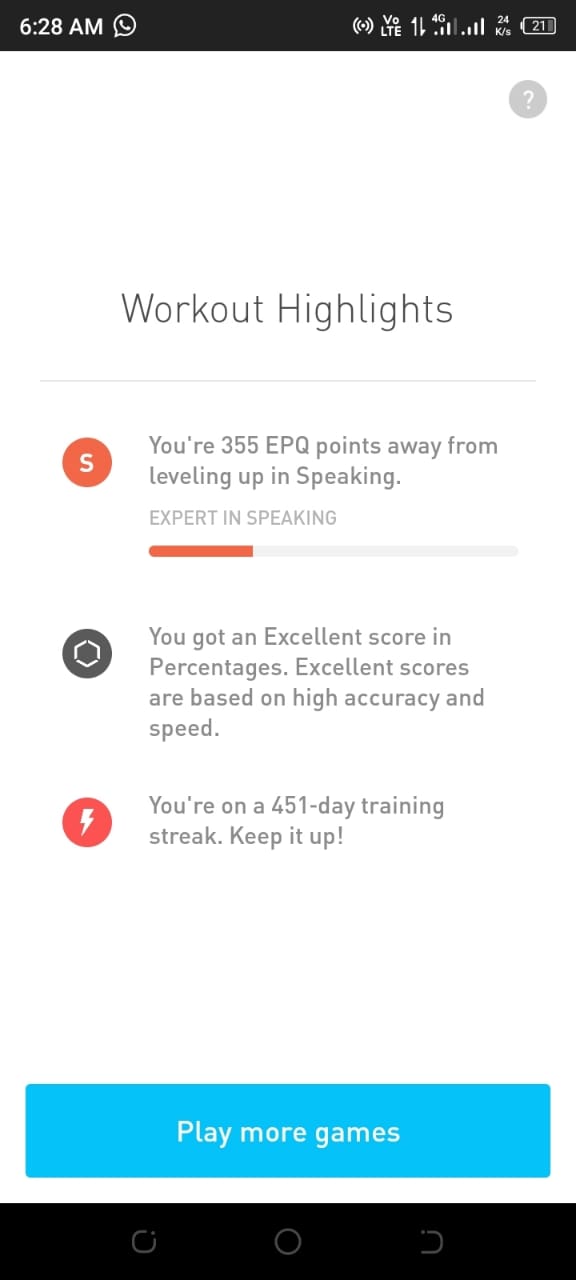 6:28 AM
Vo LTE 4G 24 K/s 21
?
Workout Highlights
S
You're 355 EPQ points away from
leveling up in Speaking.
EXPERT IN SPEAKING
You got an Excellent score in
Percentages. Excellent scores
are based on high accuracy and
speed.
You're on a 451-day training
streak. Keep it up!
Play more games